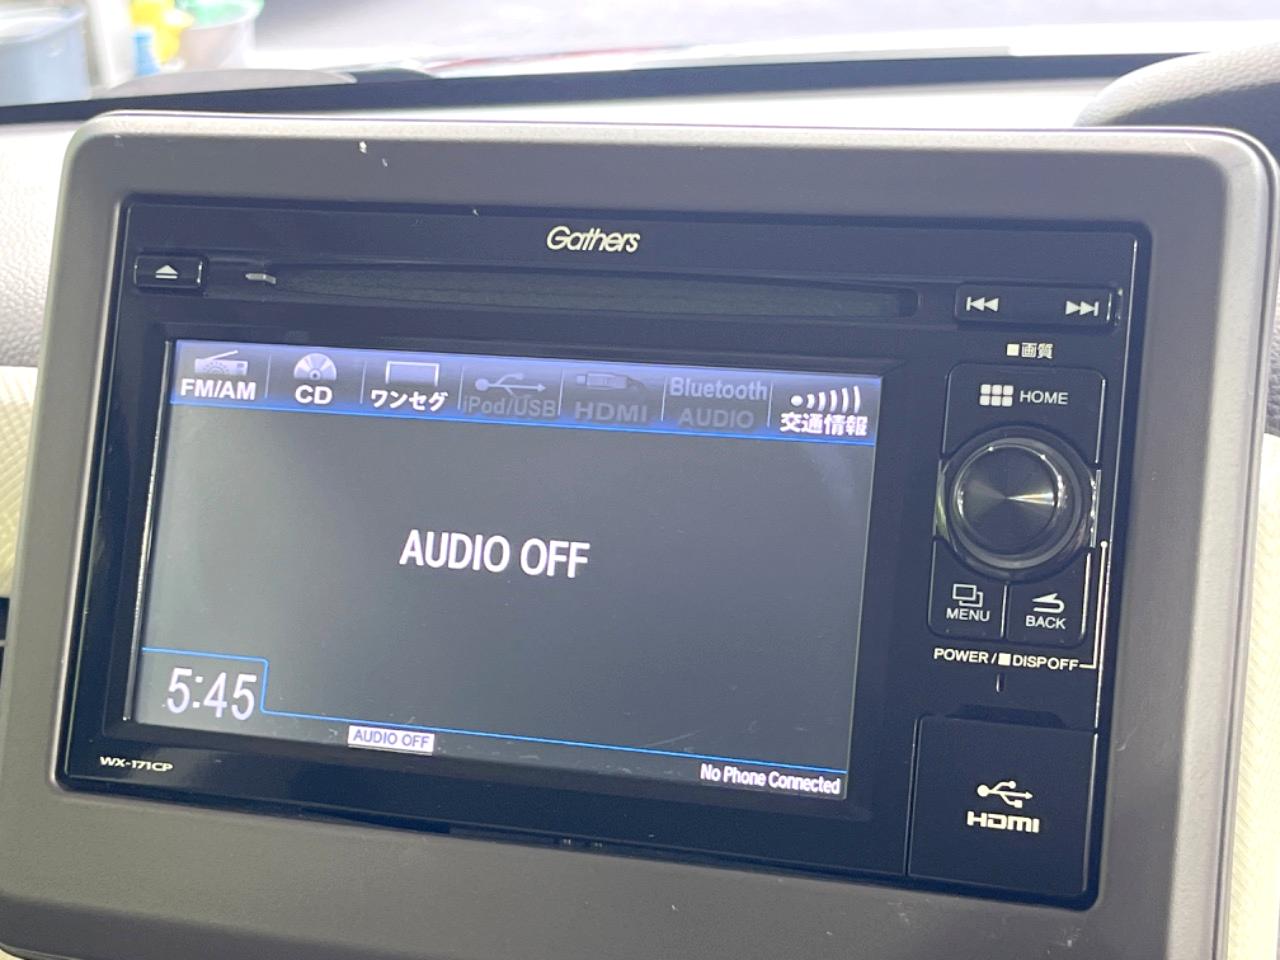 Gathers
■画質
FM/AM
CD
ワンセグ
iPod/USB
HDMI
Bluetooth
AUDIO
交通情報
HOME
AUDIO OFF
MENU
BACK
POWER/■DISPOFF
5:45
AUDIO OFF
No Phone Connected
WX-171CP
HDMI